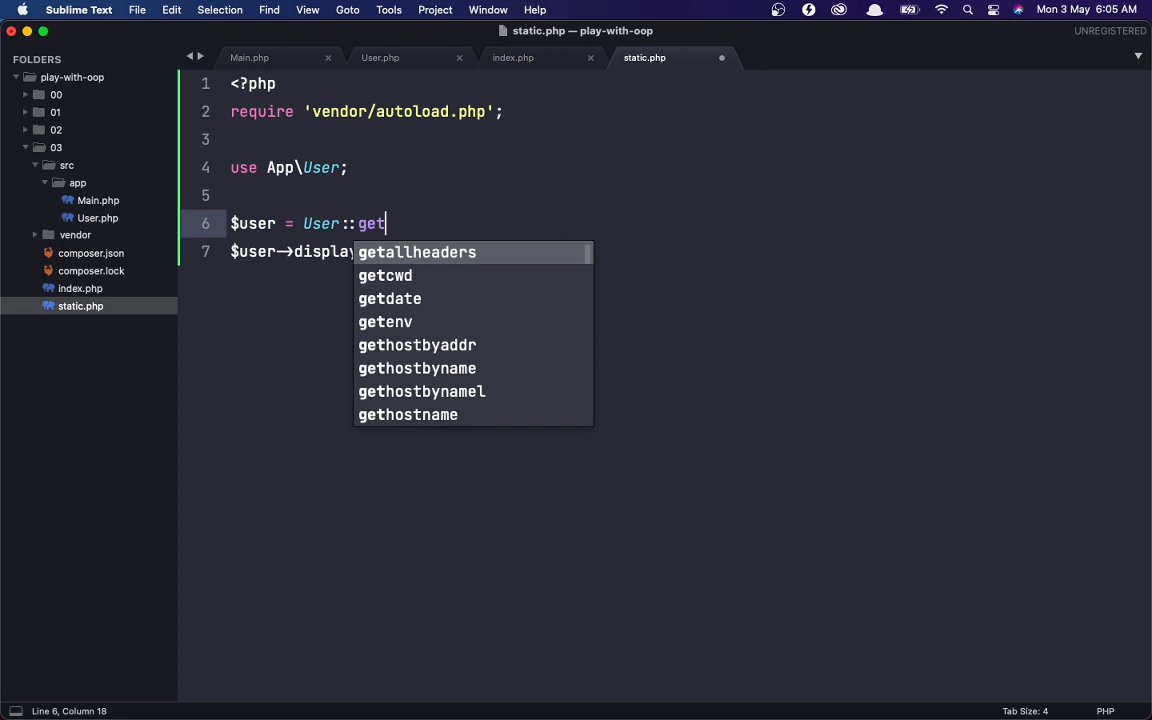 Sublime Text File Edit Selection Find Goto Tools Project Window Help Mon 3 May 6:05 AM
static.php — play-with-oop UNREGISTERED
FOLDERS
play-with-oop
00
01
02
03
src
app
Main.php
User.php
vendor
composer.json
composer.lock
index.php
static.php
Main.php User.php index.php static.php
1 <?php
2 require 'vendor/autoload.php';
3
4 use App\User;
5
6 $user = User::get
7 $user->display
getallheaders
getcwd
getdate
getenv
gethostbyaddr
gethostbyname
gethostbynamel
gethostname
Line 6, Column 18 Tab Size: 4 PHP